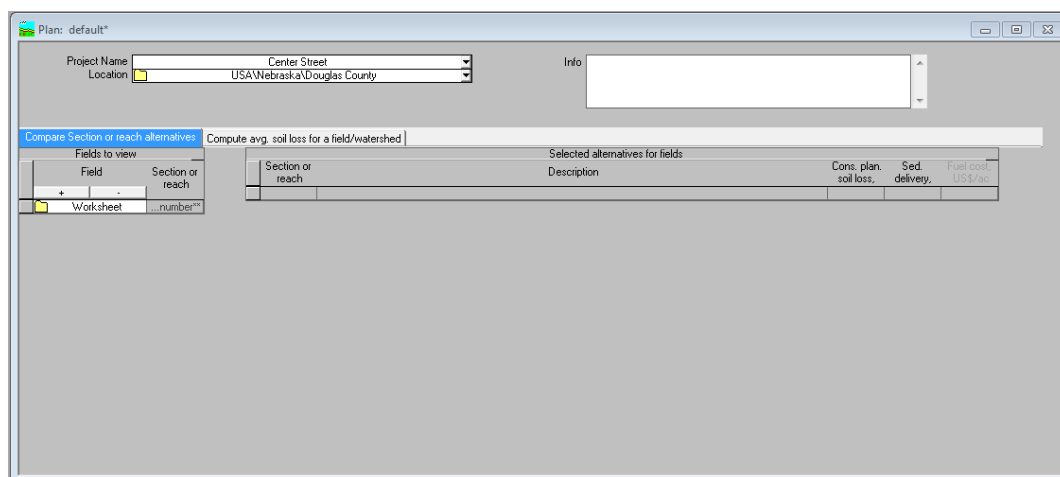 Plan: default*
Project Name Center Street
Location USA\Nebraska\Douglas County
Info
Compare Section or reach alternatives Compute avg. soil loss for a field/watershed
Fields to view
Field Section or reach
+ -
Worksheet ...number**
Selected alternatives for fields
Section or reach Description Cons. plan. soil loss, Sed. delivery, Fuel cost, US$/ac